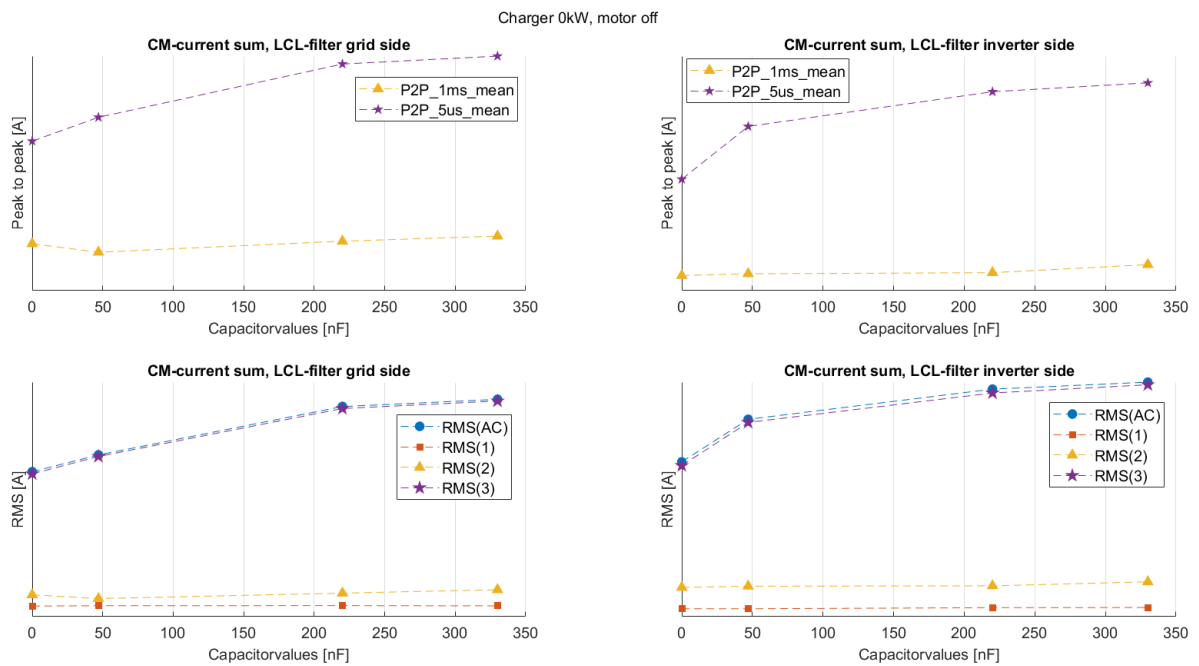 Charger 0kW, motor off
CM-current sum, LCL-filter grid side
Peak to peak [A]
P2P_1ms_mean
P2P_5us_mean
0 50 100 150 200 250 300 350
Capacitorvalues [nF]
CM-current sum, LCL-filter inverter side
Peak to peak [A]
P2P_1ms_mean
P2P_5us_mean
0 50 100 150 200 250 300 350
Capacitorvalues [nF]
CM-current sum, LCL-filter grid side
RMS [A]
RMS(AC)
RMS(1)
RMS(2)
RMS(3)
0 50 100 150 200 250 300 350
Capacitorvalues [nF]
CM-current sum, LCL-filter inverter side
RMS [A]
RMS(AC)
RMS(1)
RMS(2)
RMS(3)
0 50 100 150 200 250 300 350
Capacitorvalues [nF]